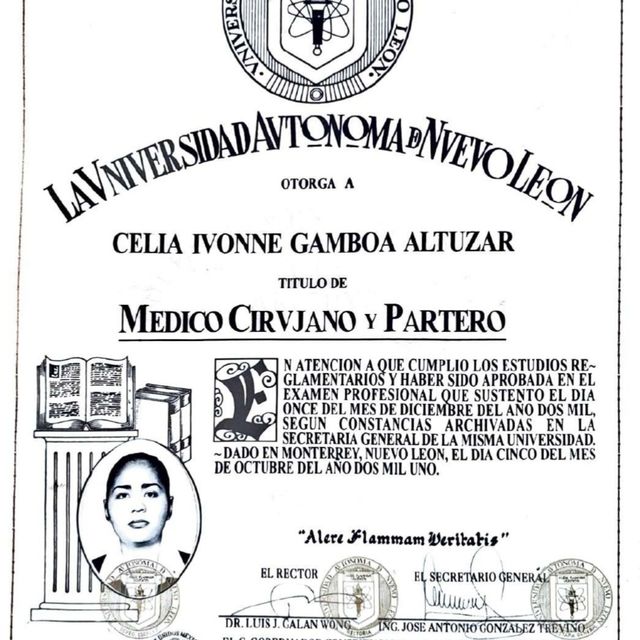 LA VNIVERSIDAD AVTONOMA DE NVEVO LEON
OTORGA A
CELIA IVONNE GAMBOA ALTUZAR
TITULO DE
MEDICO CIRVJANO Y PARTERO
EN ATENCION A QUE CUMPLIO LOS ESTUDIOS RE-
GLAMENTARIOS Y HABER SIDO APROBADA EN EL
EXAMEN PROFESIONAL QUE SUSTENTO EL DIA
ONCE DEL MES DE DICIEMBRE DEL AÑO DOS MIL,
SEGUN CONSTANCIAS ARCHIVADAS EN LA
SECRETARIA GENERAL DE LA MISMA UNIVERSIDAD.
~DADO EN MONTERREY, NUEVO LEON, EL DIA CINCO DEL MES
DE OCTUBRE DEL AÑO DOS MIL UNO.
"Alere Flammam Veritatis"
EL RECTOR
EL SECRETARIO GENERAL
DR. LUIS J. GALAN WONG
ING. JOSE ANTONIO GONZALEZ TREVIÑO